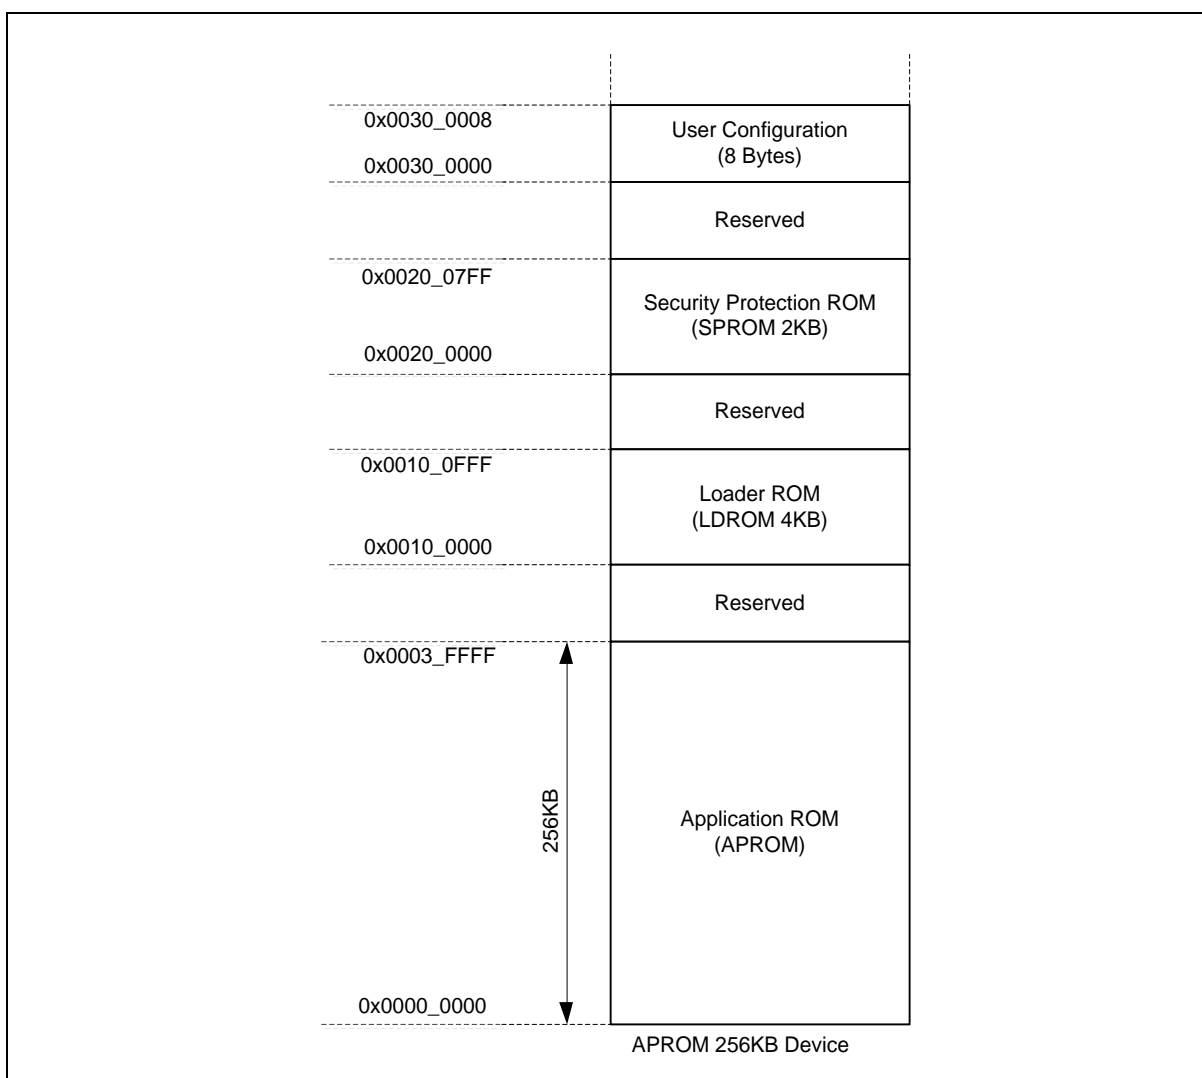 0x0030_0008
User Configuration
(8 Bytes)
0x0030_0000
Reserved
0x0020_07FF
Security Protection ROM
(SPROM 2KB)
0x0020_0000
Reserved
0x0010_0FFF
Loader ROM
(LDROM 4KB)
0x0010_0000
Reserved
0x0003_FFFF
256KB
Application ROM
(APROM)
0x0000_0000
APROM 256KB Device